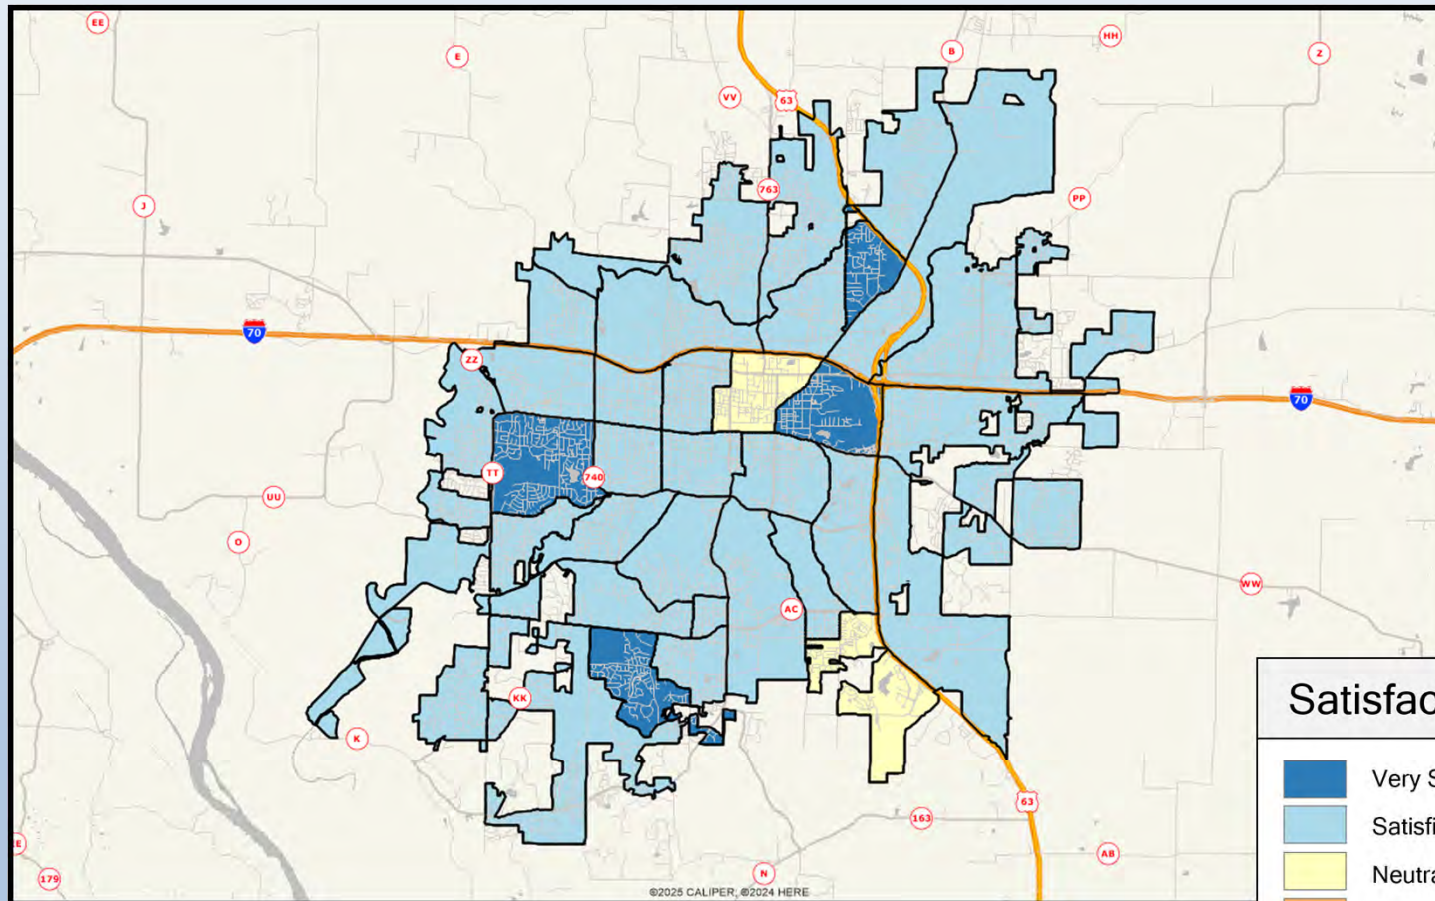 EE
E
B
HH
Z
VV
63
763
J
PP
70
ZZ
70
TT
740
UU
O
WW
AC
KK
K
Satisfac
Very S
Satisfi
Neutra
63
163
AB
E
179
N
©2025 CALIPER; ©2024 HERE